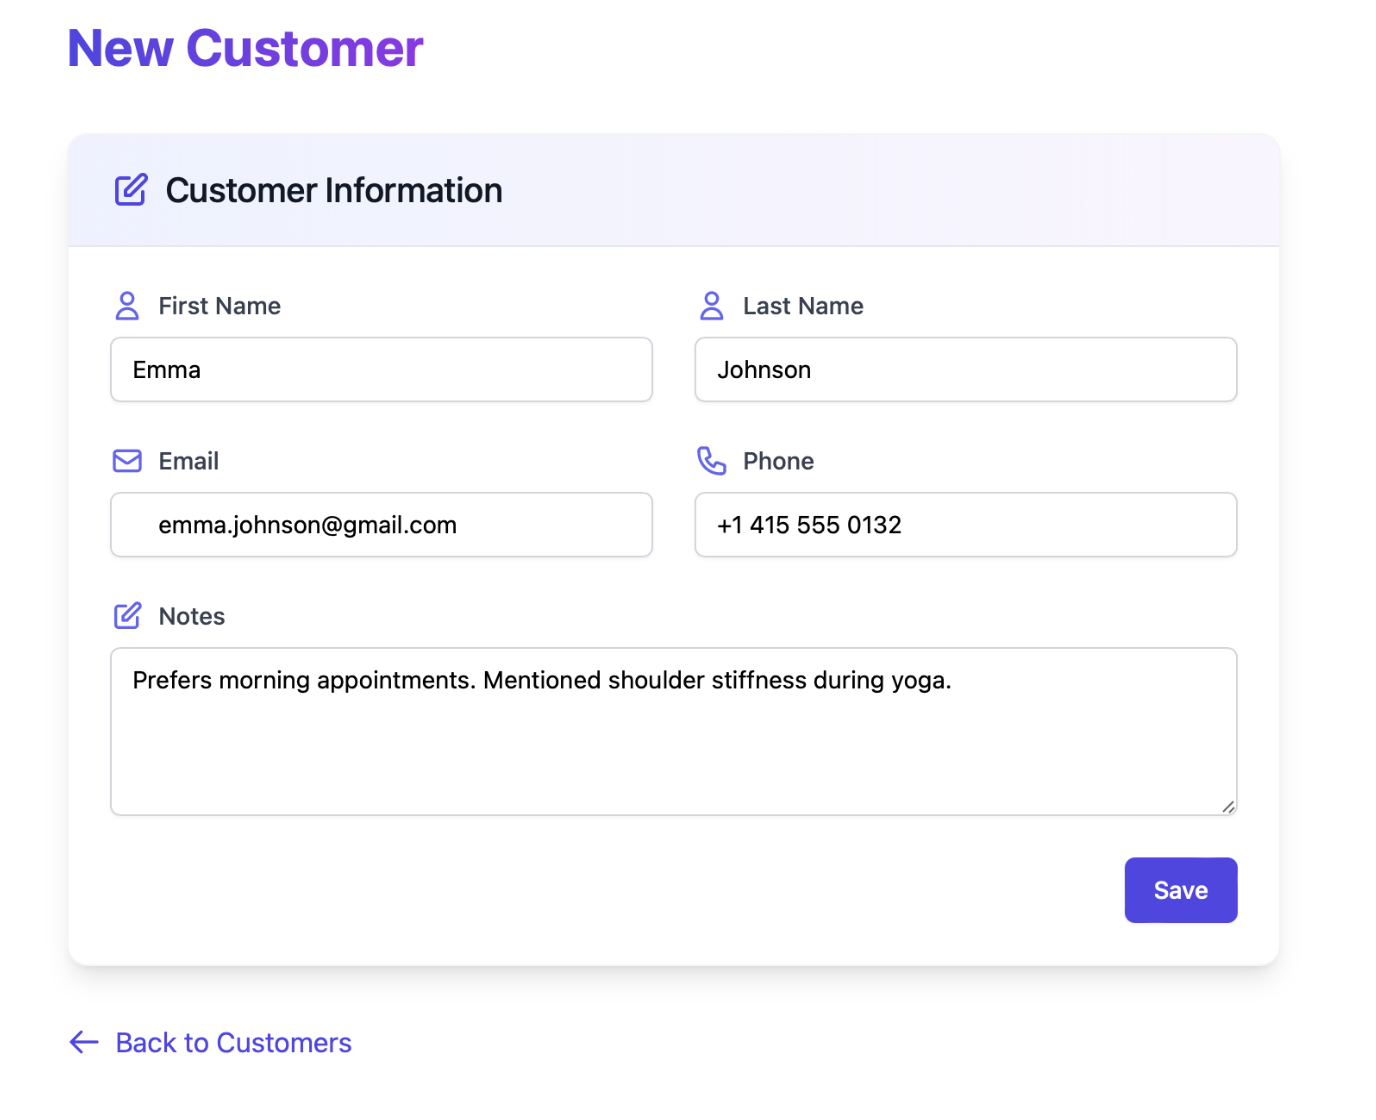 New Customer
Customer Information
First Name
Last Name
Emma
Johnson
Email
Phone
emma.johnson@gmail.com
+1 415 555 0132
Notes
Prefers morning appointments. Mentioned shoulder stiffness during yoga.
Save
Back to Customers